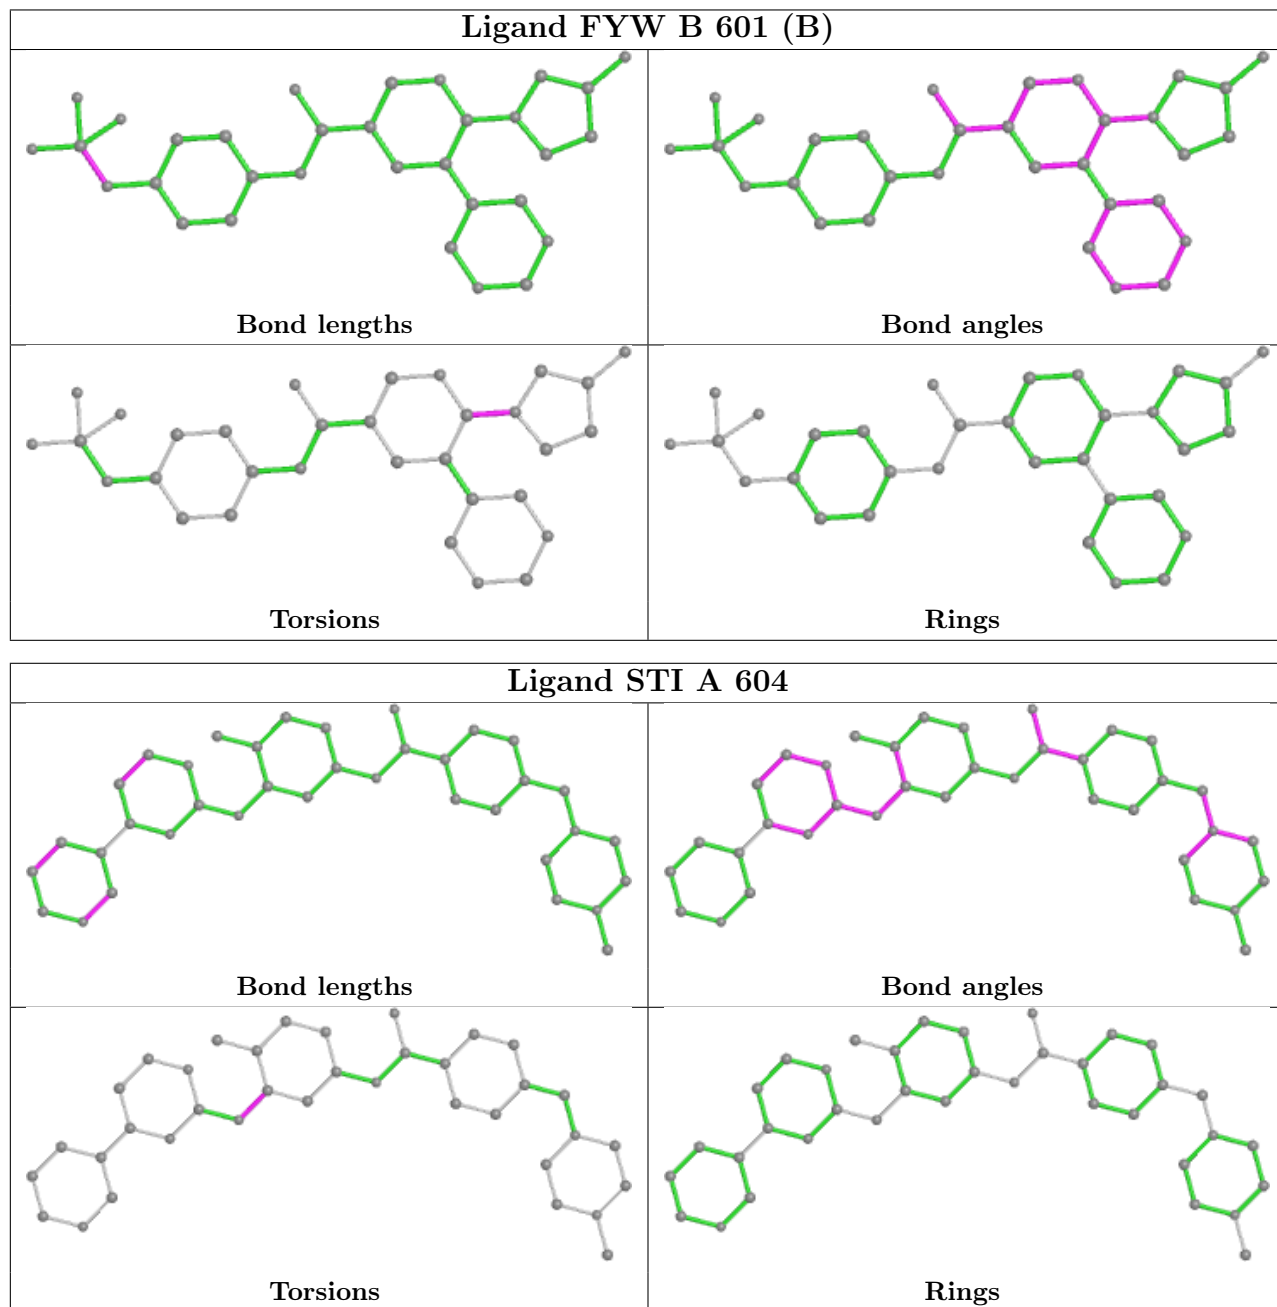 Ligand FYW B 601 (B)
Bond lengths
Bond angles
Torsions
Rings
Ligand STI A 604
Bond lengths
Bond angles
Torsions
Rings